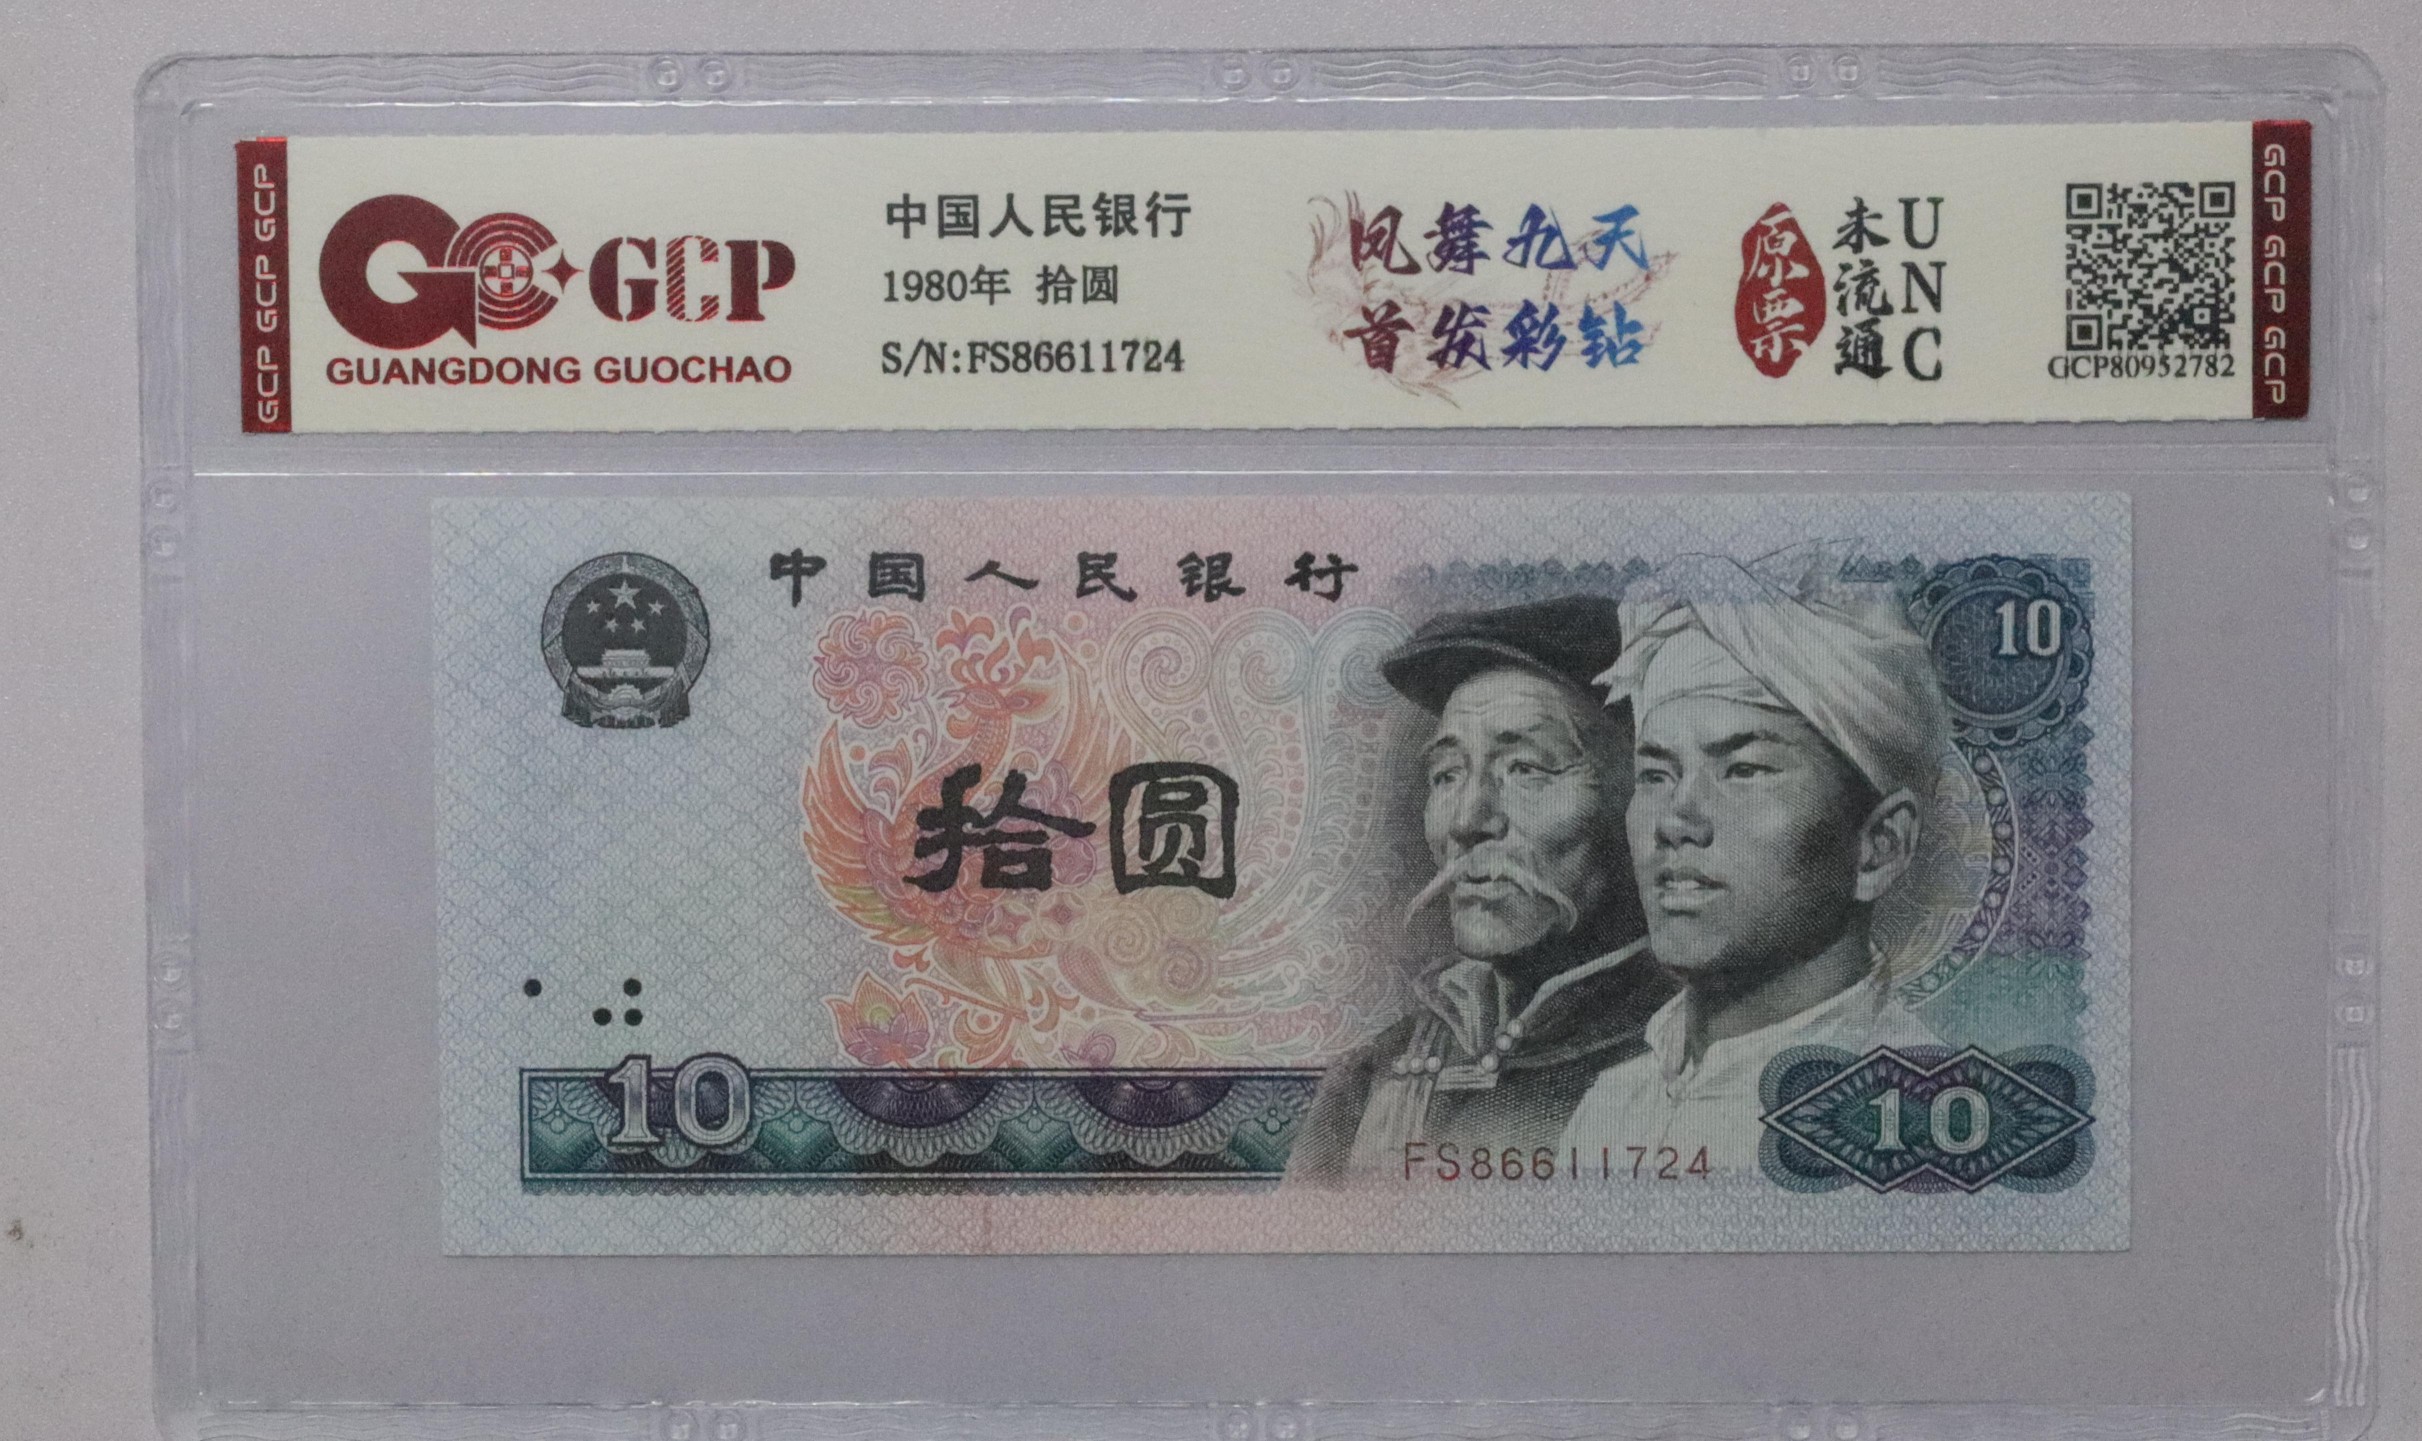 GCP GCP GCP
GCP
GUANGDONG GUOCHAO
中国人民银行
1980年 拾圆
S/N:FS86611724
凤舞九天
首发彩钻
原票
未流通
UNC
GCP80952782
GCP GCP GCP
中国人民银行
10
拾圆
10
FS86611724
10